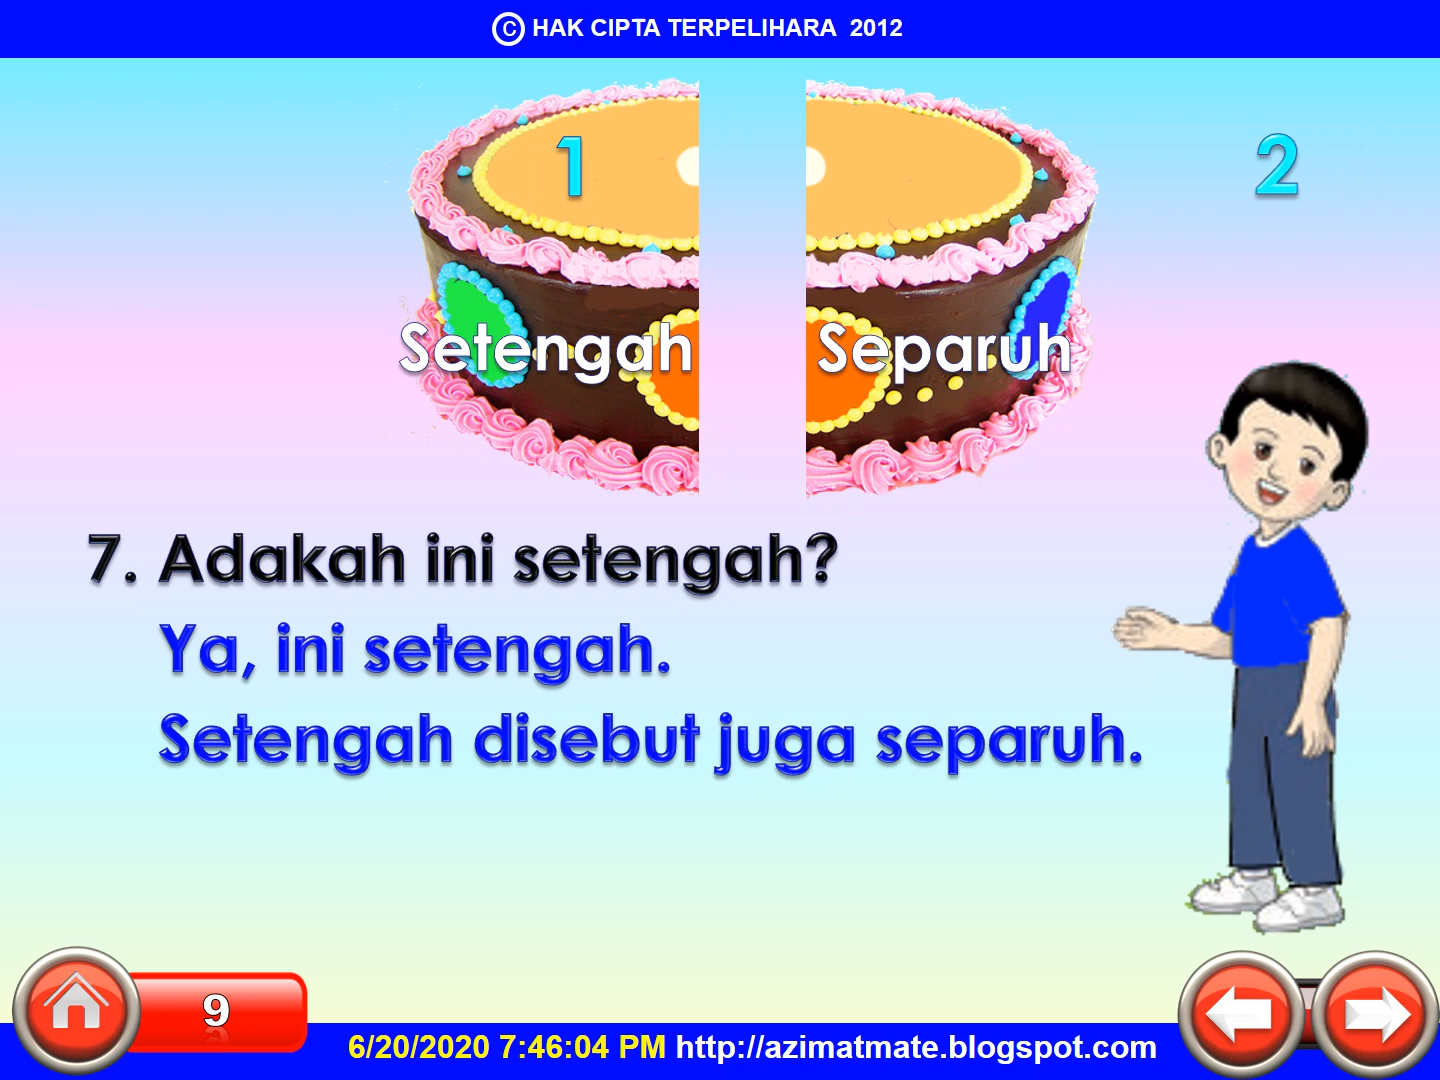 © HAK CIPTA TERPELIHARA 2012
1
2
Setengah
Separuh
7. Adakah ini setengah?
Ya, ini setengah.
Setengah disebut juga separuh.
9
6/20/2020 7:46:04 PM http://azimatmate.blogspot.com